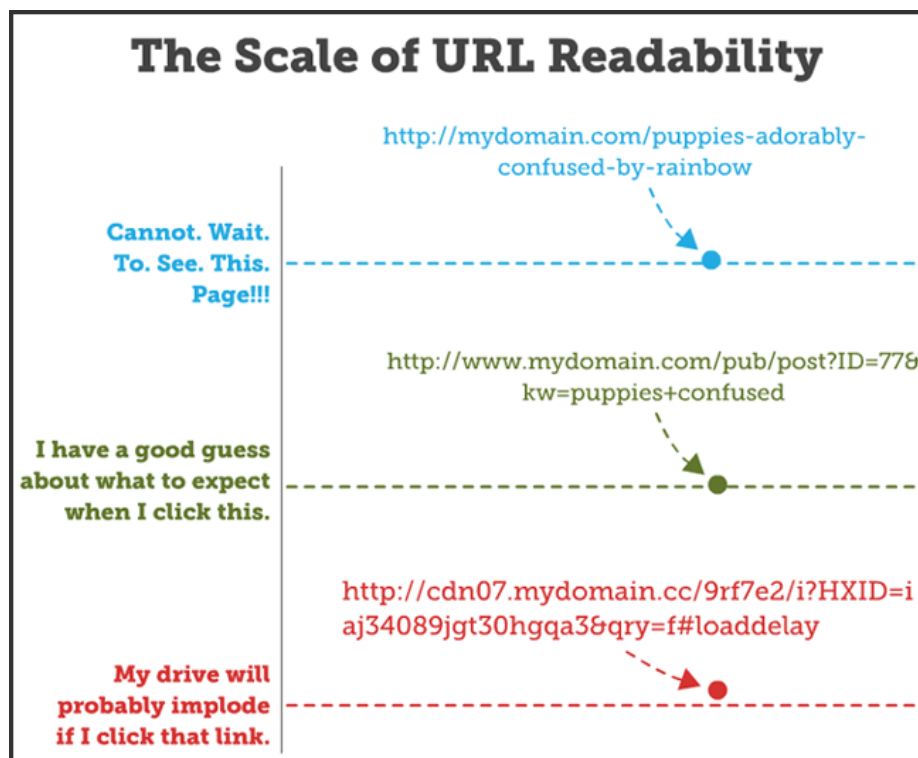 The Scale of URL Readability
http://mydomain.com/puppies-adorably-
confused-by-rainbow
Cannot. Wait.
To. See. This.
Page!!!
http://www.mydomain.com/pub/post?ID=77&
kw=puppies+confused
I have a good guess
about what to expect
when I click this.
http://cdn07.mydomain.cc/9rf7e2/i?HXID=i
aj34089jgt30hgqa3&qry=f#loaddelay
My drive will
probably implode
if I click that link.